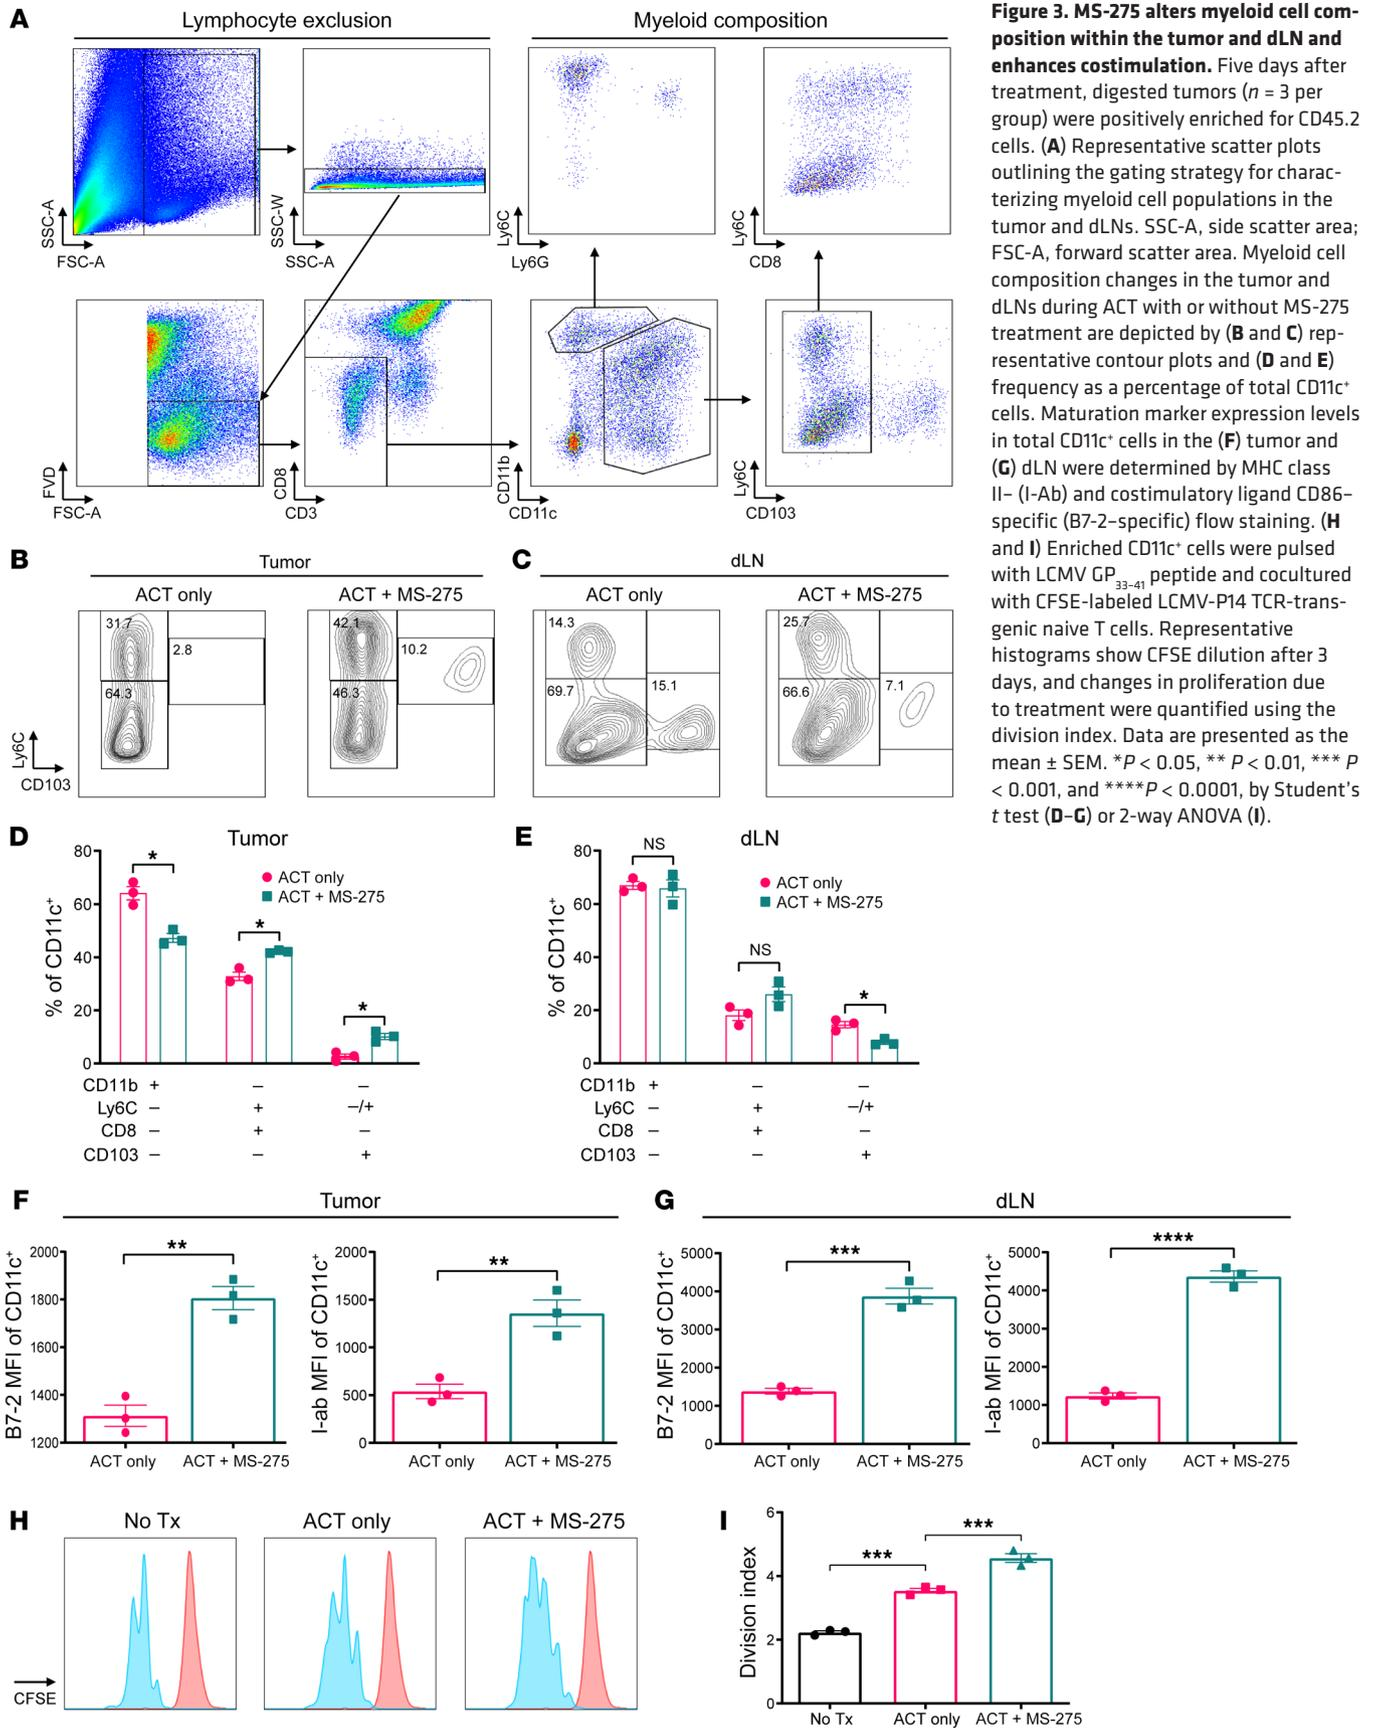 A
Lymphocyte exclusion
Myeloid composition
SSC-A
FSC-A
SSC-W
SSC-A
Ly6C
Ly6G
Ly6C
CD8
FVD
FSC-A
CD8
CD3
CD11b
CD11c
Ly6C
CD103
Figure 3. MS-275 alters myeloid cell com-
position within the tumor and dLN and
enhances costimulation. Five days after
treatment, digested tumors (n = 3 per
group) were positively enriched for CD45.2
cells. (A) Representative scatter plots
outlining the gating strategy for charac-
terizing myeloid cell populations in the
tumor and dLNs. SSC-A, side scatter area;
FSC-A, forward scatter area. Myeloid cell
composition changes in the tumor and
dLNs during ACT with or without MS-275
treatment are depicted by (B and C) rep-
resentative contour plots and (D and E)
frequency as a percentage of total CD11c⁺
cells. Maturation marker expression levels
in total CD11c⁺ cells in the (F) tumor and
(G) dLN were determined by MHC class
II– (I-Ab) and costimulatory ligand CD86–
specific (B7-2–specific) flow staining. (H
and I) Enriched CD11c⁺ cells were pulsed
with LCMV GP₃₃₋₄₁ peptide and cocultured
with CFSE-labeled LCMV-P14 TCR-trans-
genic naive T cells. Representative
histograms show CFSE dilution after 3
days, and changes in proliferation due
to treatment were quantified using the
division index. Data are presented as the
mean ± SEM. *P < 0.05, ** P < 0.01, *** P
< 0.001, and ****P < 0.0001, by Student’s
t test (D–G) or 2-way ANOVA (I).
B
Tumor
ACT only
ACT + MS-275
31.7
2.8
64.3
42.1
10.2
46.3
Ly6C
CD103
C
dLN
ACT only
ACT + MS-275
14.3
69.7
15.1
25.7
66.6
7.1
D
Tumor
% of CD11c⁺
80
60
40
20
0
ACT only
ACT + MS-275
*
*
*
CD11b + – –
Ly6C – + –/+
CD8 – + –
CD103 – – +
E
dLN
% of CD11c⁺
80
60
40
20
0
ACT only
ACT + MS-275
NS
NS
*
CD11b + – –
Ly6C – + –/+
CD8 – + –
CD103 – – +
F
Tumor
B7-2 MFI of CD11c⁺
2000
1800
1600
1400
1200
**
ACT only
ACT + MS-275
I-ab MFI of CD11c⁺
2000
1500
1000
500
0
**
ACT only
ACT + MS-275
G
dLN
B7-2 MFI of CD11c⁺
5000
4000
3000
2000
1000
0
***
ACT only
ACT + MS-275
I-ab MFI of CD11c⁺
5000
4000
3000
2000
1000
0
****
ACT only
ACT + MS-275
H
No Tx
ACT only
ACT + MS-275
CFSE
I
Division index
6
4
2
0
***
***
No Tx
ACT only
ACT + MS-275